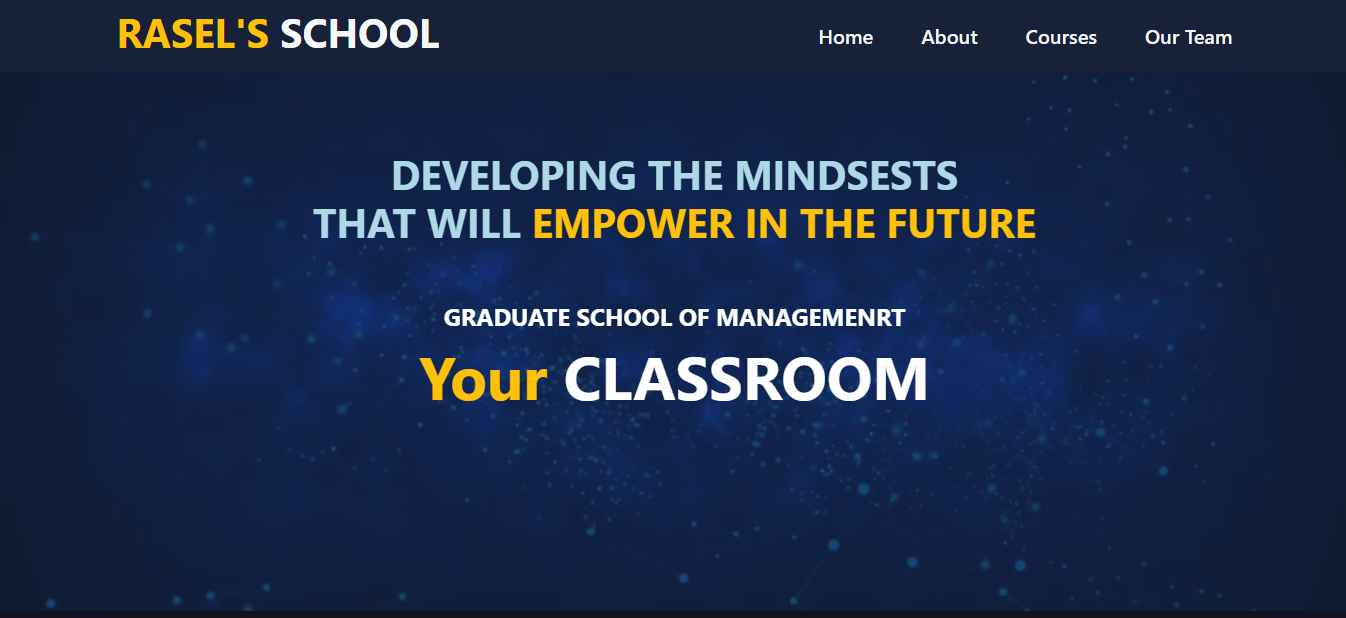 RASEL'S SCHOOL
Home About Courses Our Team
DEVELOPING THE MINDSESTS
THAT WILL EMPOWER IN THE FUTURE
GRADUATE SCHOOL OF MANAGEMENRT
Your CLASSROOM